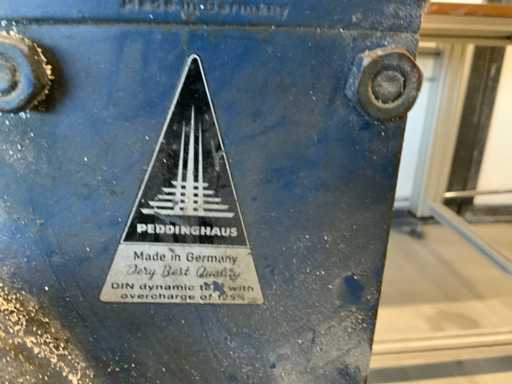 Made in Germany
PEDDINGHAUS
Made in Germany
Very Best Quality
DIN dynamic with
overcharge of 125%